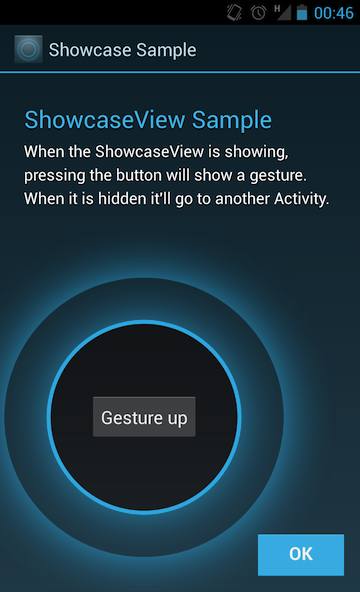 H
00:46
Showcase Sample
ShowcaseView Sample
When the ShowcaseView is showing,
pressing the button will show a gesture.
When it is hidden it'll go to another Activity.
Gesture up
OK